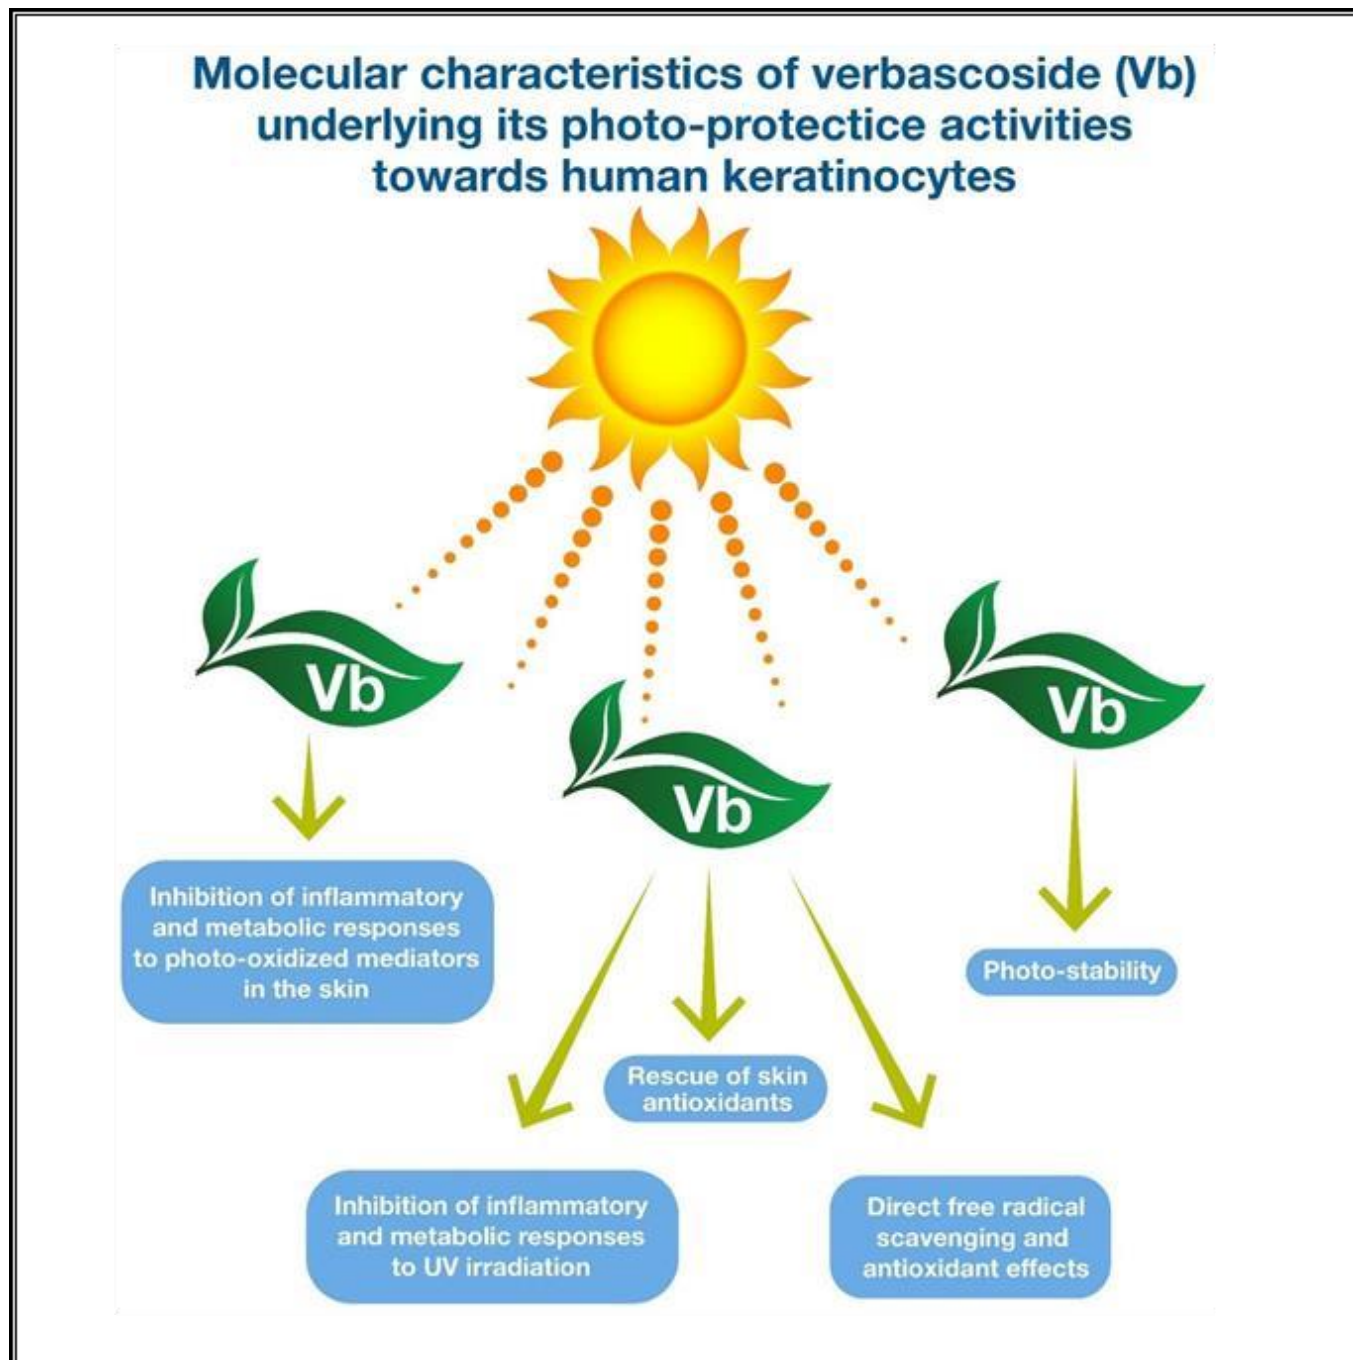 Molecular characteristics of verbascoside (Vb)
underlying its photo-protectice activities
towards human keratinocytes
Vb
Vb
Vb
Inhibition of inflammatory
and metabolic responses
to photo-oxidized mediators
in the skin
Photo-stability
Rescue of skin
antioxidants
Inhibition of inflammatory
and metabolic responses
to UV irradiation
Direct free radical
scavenging and
antioxidant effects